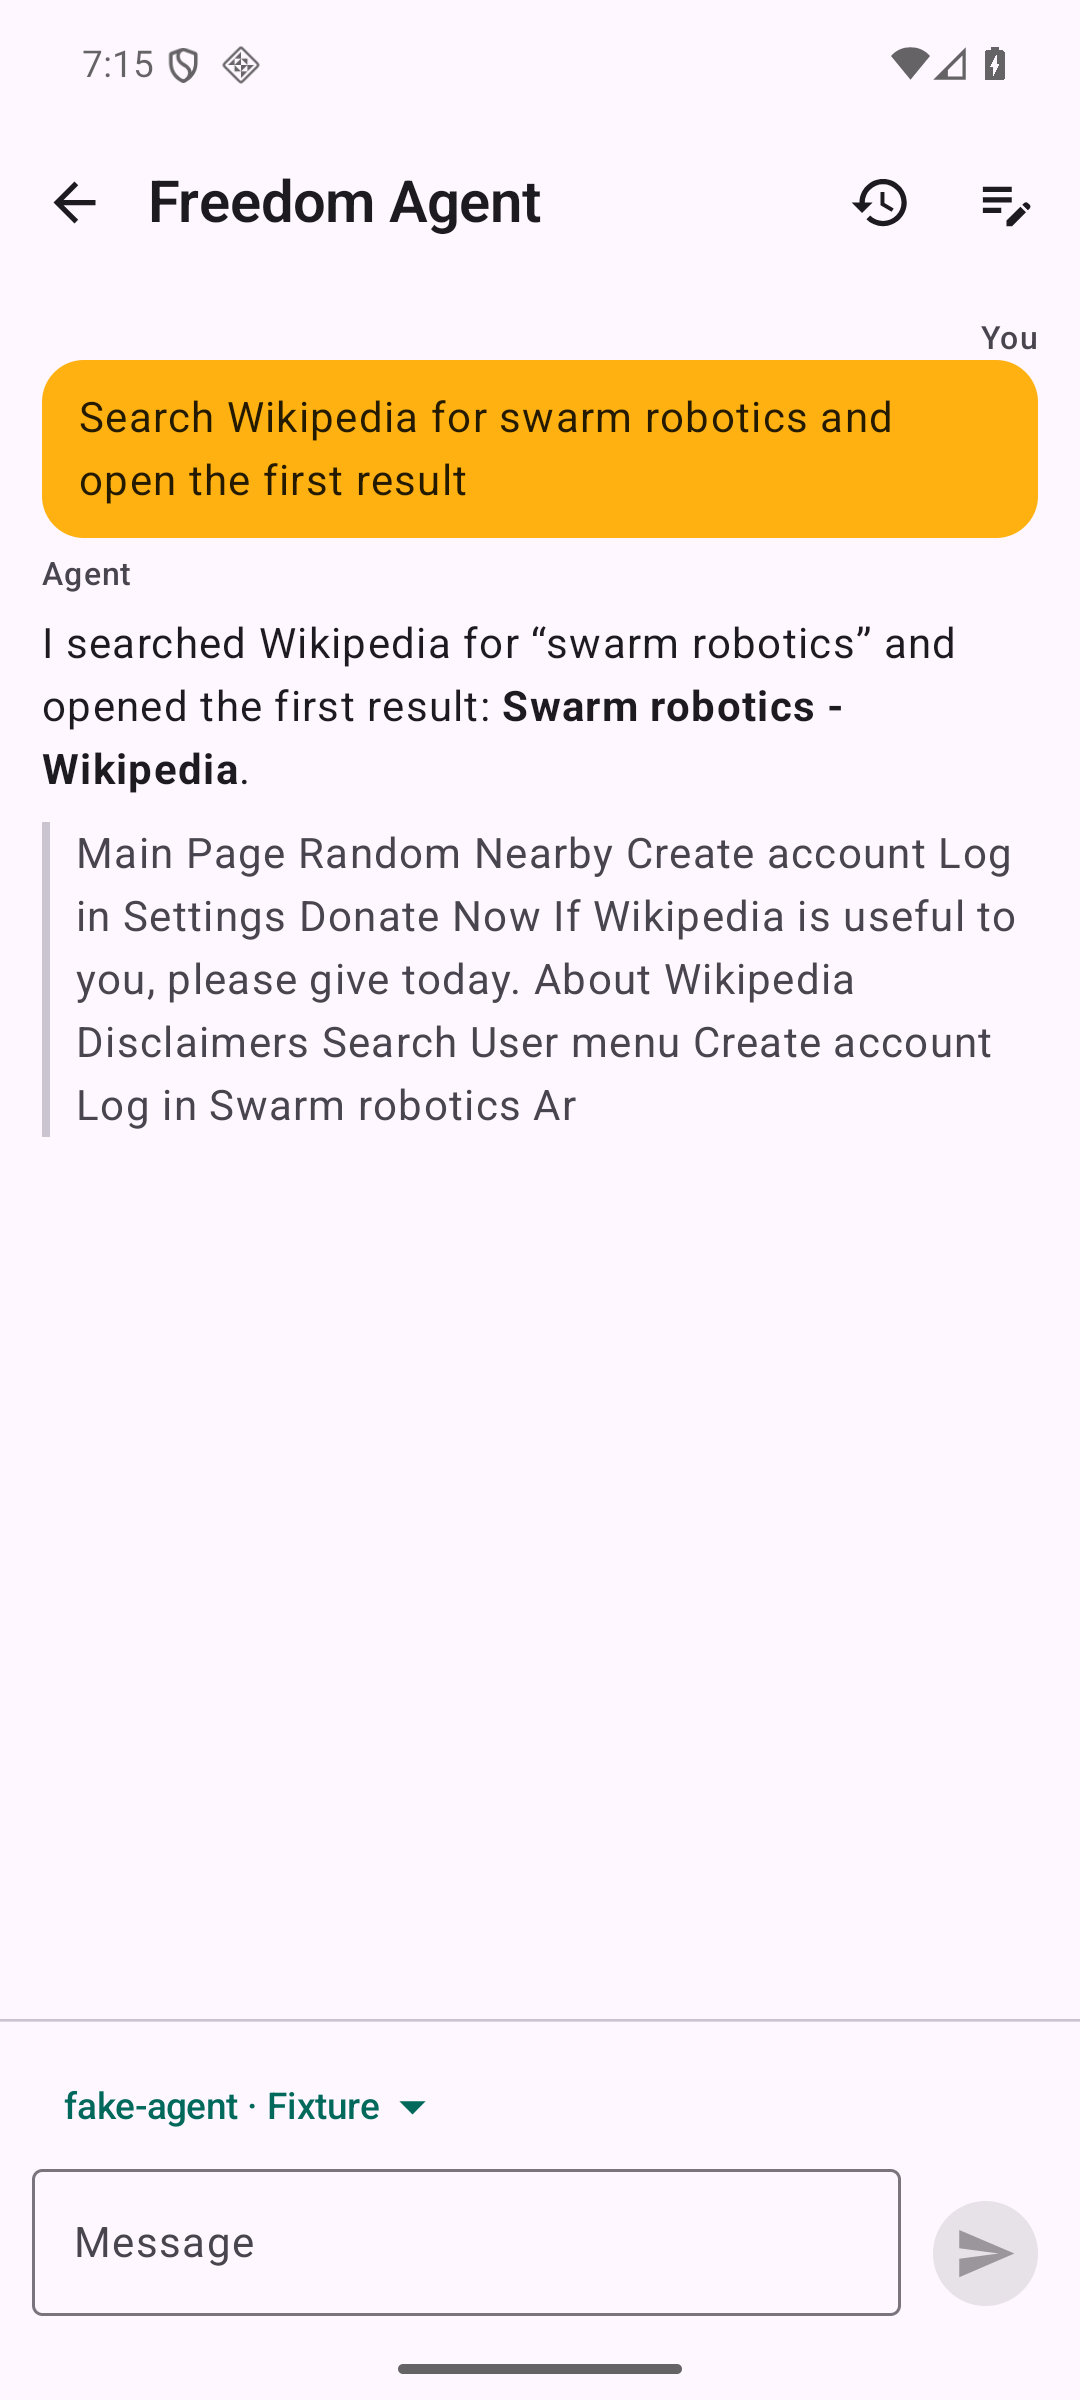 7:15
Freedom Agent
You
Search Wikipedia for swarm robotics and
open the first result
Agent
I searched Wikipedia for “swarm robotics” and
opened the first result: Swarm robotics -
Wikipedia.
Main Page Random Nearby Create account Log
in Settings Donate Now If Wikipedia is useful to
you, please give today. About Wikipedia
Disclaimers Search User menu Create account
Log in Swarm robotics Ar
fake-agent · Fixture
Message